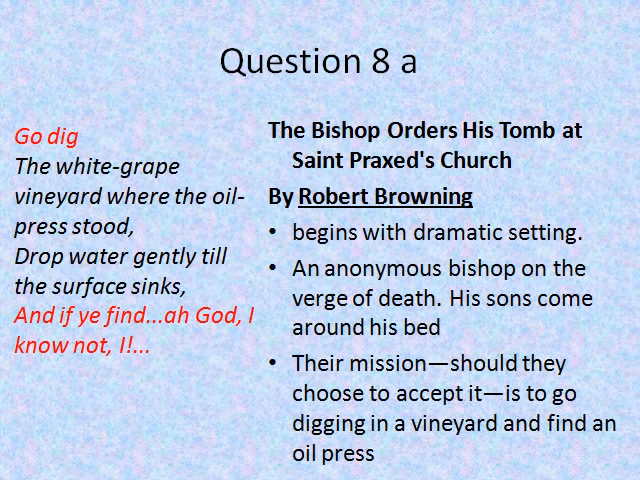 Question 8 a
Go dig
The white-grape
vineyard where the oil-
press stood,
Drop water gently till
the surface sinks,
And if ye find...ah God, I
know not, I!...
The Bishop Orders His Tomb at
Saint Praxed's Church
By Robert Browning
• begins with dramatic setting.
• An anonymous bishop on the
verge of death. His sons come
around his bed
• Their mission—should they
choose to accept it—is to go
digging in a vineyard and find an
oil press